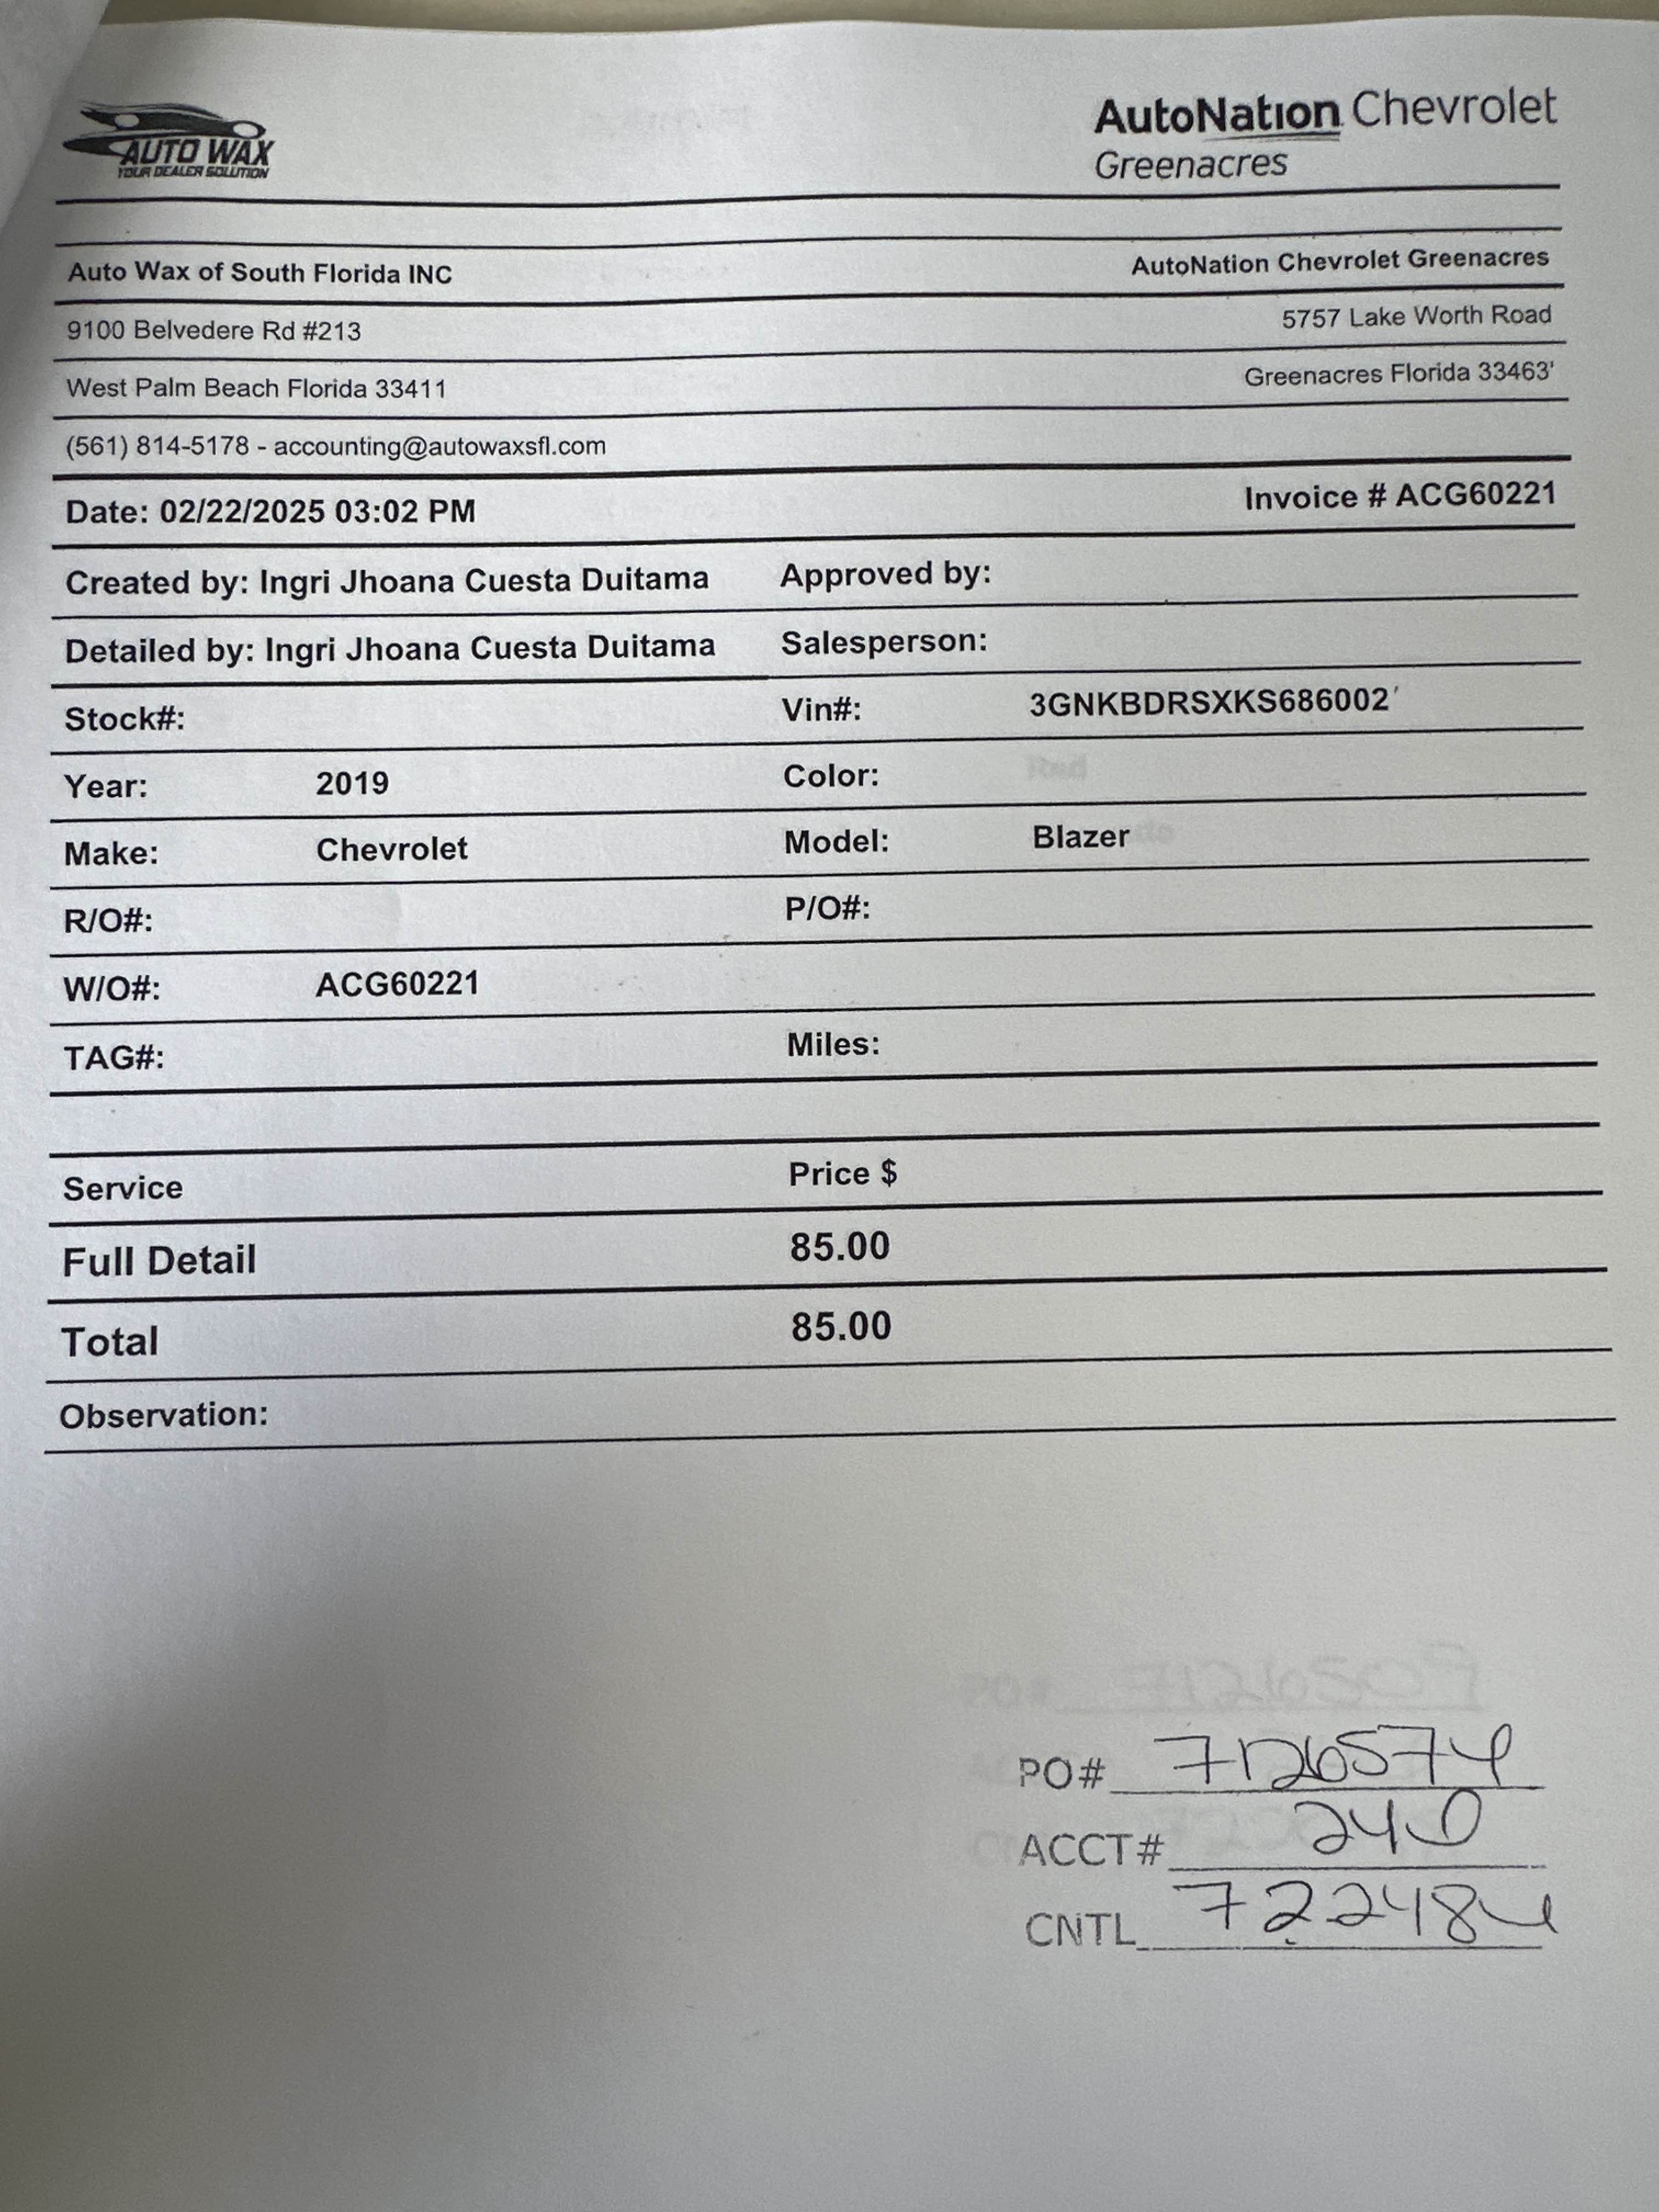 AUTO WAX
YOUR DEALER SOLUTION
AutoNation Chevrolet
Greenacres
Auto Wax of South Florida INC
AutoNation Chevrolet Greenacres
9100 Belvedere Rd #213
5757 Lake Worth Road
West Palm Beach Florida 33411
Greenacres Florida 33463'
(561) 814-5178 - accounting@autowaxsfl.com
Date: 02/22/2025 03:02 PM
Invoice # ACG60221
Created by: Ingri Jhoana Cuesta Duitama Approved by:
Detailed by: Ingri Jhoana Cuesta Duitama Salesperson:
Stock#: Vin#: 3GNKBDRSXKS686002
Year: 2019 Color:
Make: Chevrolet Model: Blazer
R/O#: P/O#:
W/O#: ACG60221
TAG#: Miles:
Service Price $
Full Detail 85.00
Total 85.00
Observation:
PO# 7126574
ACCT# 240
CNTL 722484